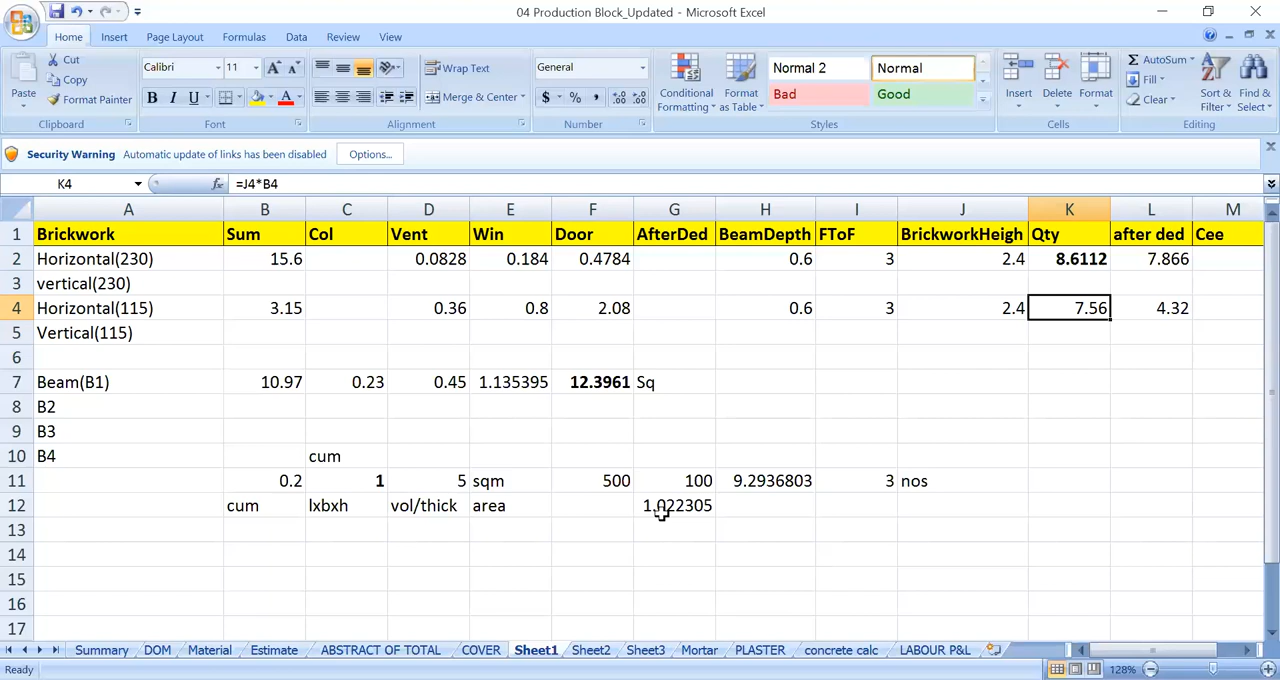 04 Production Block_Updated - Microsoft Excel
Home Insert Page Layout Formulas Data Review View
Paste Cut Copy Format Painter Clipboard
Calibri 11 A A B I U A Font
Wrap Text Merge & Center Alignment
General $ % , .0 .00 .00 .0 Number
Conditional Formatting Format as Table Normal 2 Normal Bad Good Styles
Insert Delete Format Cells
Σ AutoSum Fill Clear Sort & Filter Find & Select Editing
Security Warning Automatic update of links has been disabled Options...
K4 fx =J4*B4
A B C D E F G H I J K L M
1 Brickwork Sum Col Vent Win Door AfterDed BeamDepth FToF BrickworkHeigh Qty after ded Cee
2 Horizontal(230) 15.6 0.0828 0.184 0.4784 0.6 3 2.4 8.6112 7.866
3 vertical(230)
4 Horizontal(115) 3.15 0.36 0.8 2.08 0.6 3 2.4 7.56 4.32
5 Vertical(115)
6
7 Beam(B1) 10.97 0.23 0.45 1.135395 12.3961 Sq
8 B2
9 B3
10 B4 cum
11 0.2 1 5 sqm 500 100 9.2936803 3 nos
12 cum lxbxh vol/thick area 1.022305
13
14
15
16
17
Summary DOM Material Estimate ABSTRACT OF TOTAL COVER Sheet1 Sheet2 Sheet3 Mortar PLASTER concrete calc LABOUR P&L
Ready 128%